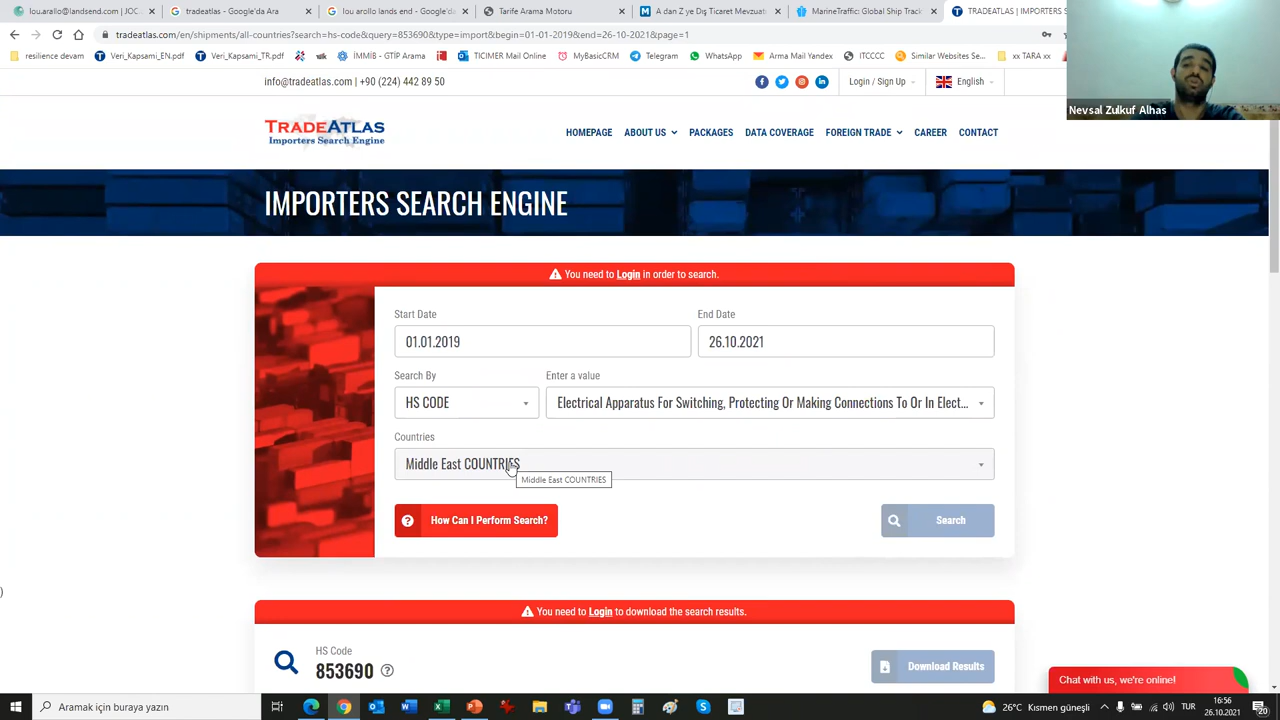 lou.arallo@landsend.com | JOC...
tradeatlas - Google'da Ara
lou arollo lands end - Google'da...
Tarife Arama Motoru
A dan Z ye Dış Ticaret Mevzuatı
MarineTraffic: Global Ship Track
TRADEATLAS | IMPORTERS S
tradeatlas.com/en/shipments/all-countries?search=hs-code&query=853690&type=import&begin=01-01-2019&end=26-10-2021&page=1
resilience devam
Veri_Kapsami_EN.pdf
Veri_Kapsami_TR.pdf
İMMİB - GTİP Arama
TICIMER Mail Online
MyBasicCRM
Telegram
WhatsApp
Arma Mail Yandex
ITCCCC
Similar Websites Se...
xx TARA xx
Nevsal Zulkuf Alhas
info@tradeatlas.com | +90 (224) 442 89 50
Login / Sign Up
English
TRADEATLAS
Importers Search Engine
HOMEPAGE ABOUT US PACKAGES DATA COVERAGE FOREIGN TRADE CAREER CONTACT
IMPORTERS SEARCH ENGINE
You need to Login in order to search.
Start Date
End Date
01.01.2019
26.10.2021
Search By
Enter a value
HS CODE
Electrical Apparatus For Switching, Protecting Or Making Connections To Or In Elect...
Countries
Middle East COUNTRIES
Middle East COUNTRIES
How Can I Perform Search?
Search
)
You need to Login to download the search results.
HS Code
853690
Download Results
Chat with us, we're online!
Aramak için buraya yazın
26°C Kısmen güneşli
TUR
16:56
26.10.2021
20